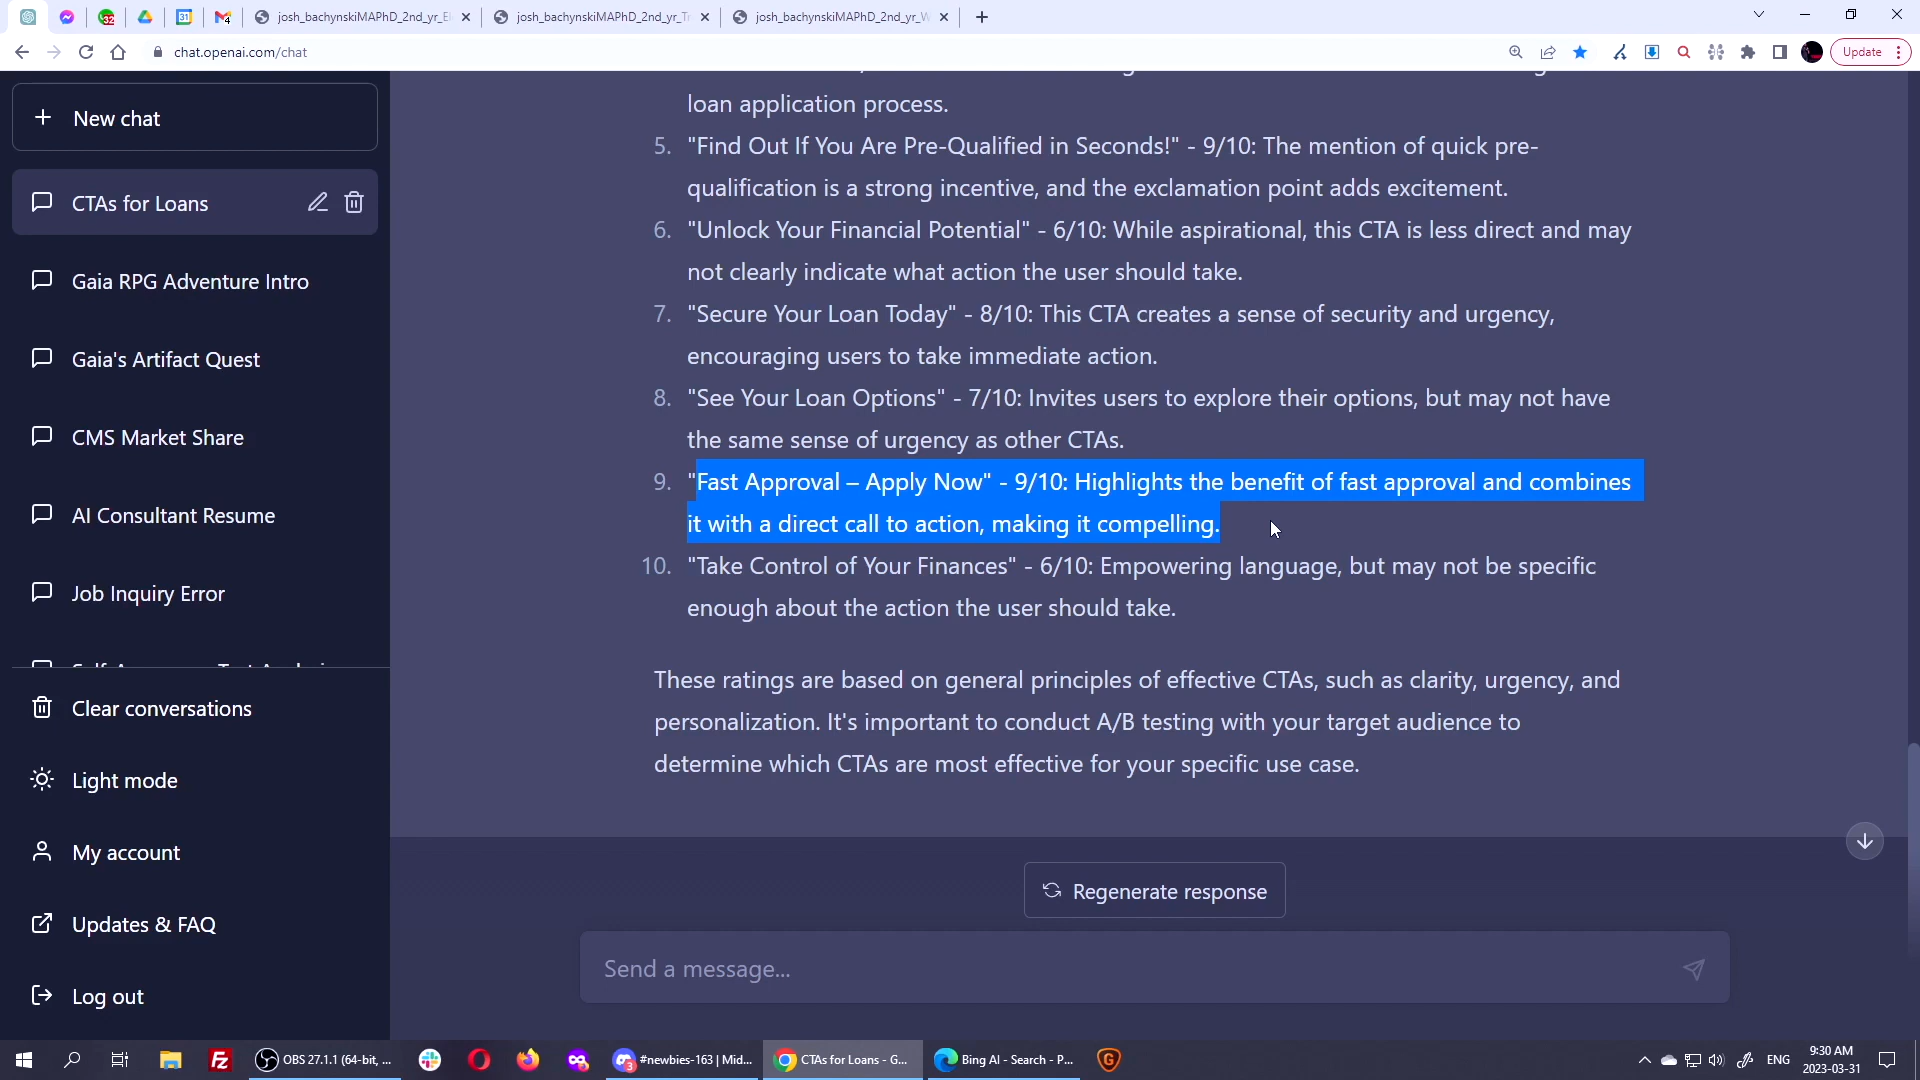 32
31
4
josh_bachynskiMAPhD_2nd_yr_E
josh_bachynskiMAPhD_2nd_yr_Tr
josh_bachynskiMAPhD_2nd_yr_W
chat.openai.com/chat
Update
New chat
CTAs for Loans
Gaia RPG Adventure Intro
Gaia's Artifact Quest
CMS Market Share
AI Consultant Resume
Job Inquiry Error
Clear conversations
Light mode
My account
Updates & FAQ
Log out
loan application process.
5. "Find Out If You Are Pre-Qualified in Seconds!" - 9/10: The mention of quick pre-
qualification is a strong incentive, and the exclamation point adds excitement.
6. "Unlock Your Financial Potential" - 6/10: While aspirational, this CTA is less direct and may
not clearly indicate what action the user should take.
7. "Secure Your Loan Today" - 8/10: This CTA creates a sense of security and urgency,
encouraging users to take immediate action.
8. "See Your Loan Options" - 7/10: Invites users to explore their options, but may not have
the same sense of urgency as other CTAs.
9. "Fast Approval – Apply Now" - 9/10: Highlights the benefit of fast approval and combines
it with a direct call to action, making it compelling.
10. "Take Control of Your Finances" - 6/10: Empowering language, but may not be specific
enough about the action the user should take.
These ratings are based on general principles of effective CTAs, such as clarity, urgency, and
personalization. It's important to conduct A/B testing with your target audience to
determine which CTAs are most effective for your specific use case.
Regenerate response
Send a message...
OBS 27.1.1 (64-bit, ...
#newbies-163 | Mid...
CTAs for Loans - G...
Bing AI - Search - P...
ENG
9:30 AM
2023-03-31